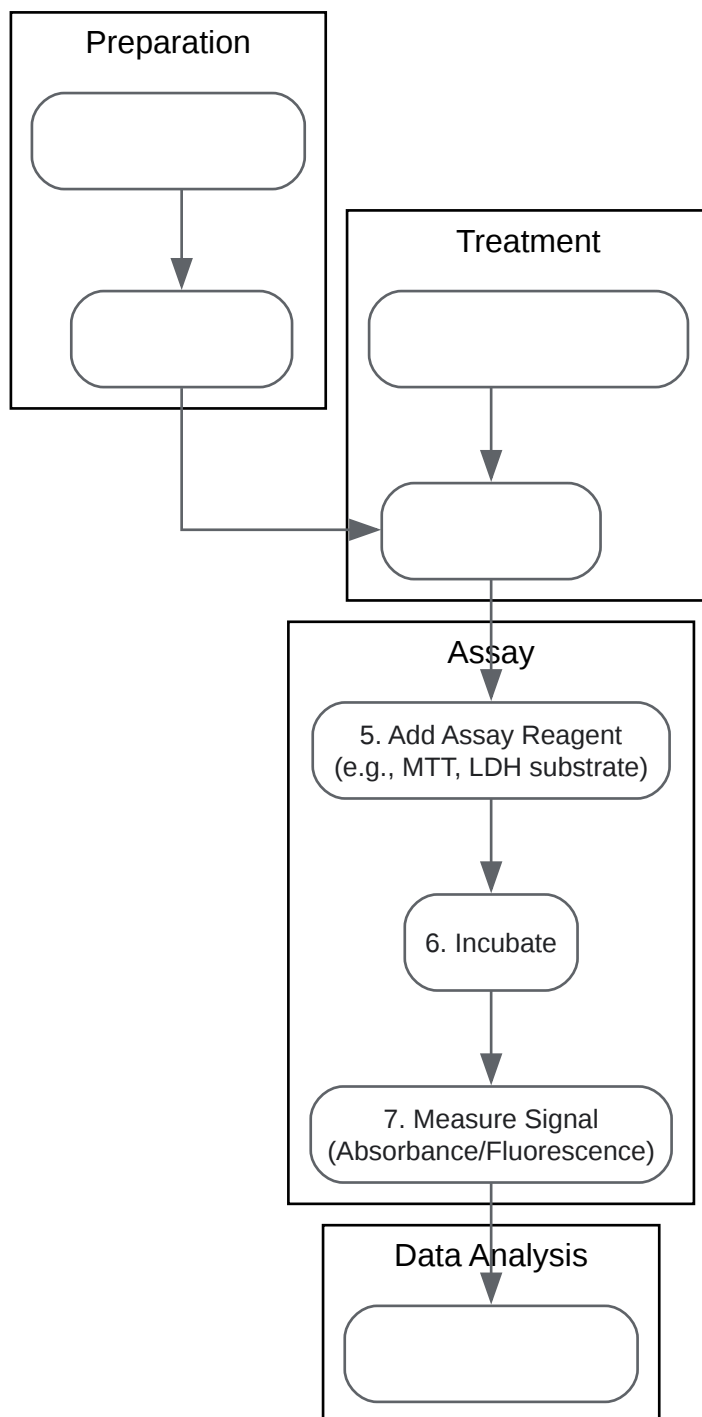 Preparation
Treatment
Assay
5. Add Assay Reagent
(e.g., MTT, LDH substrate)
6. Incubate
7. Measure Signal
(Absorbance/Fluorescence)
Data Analysis